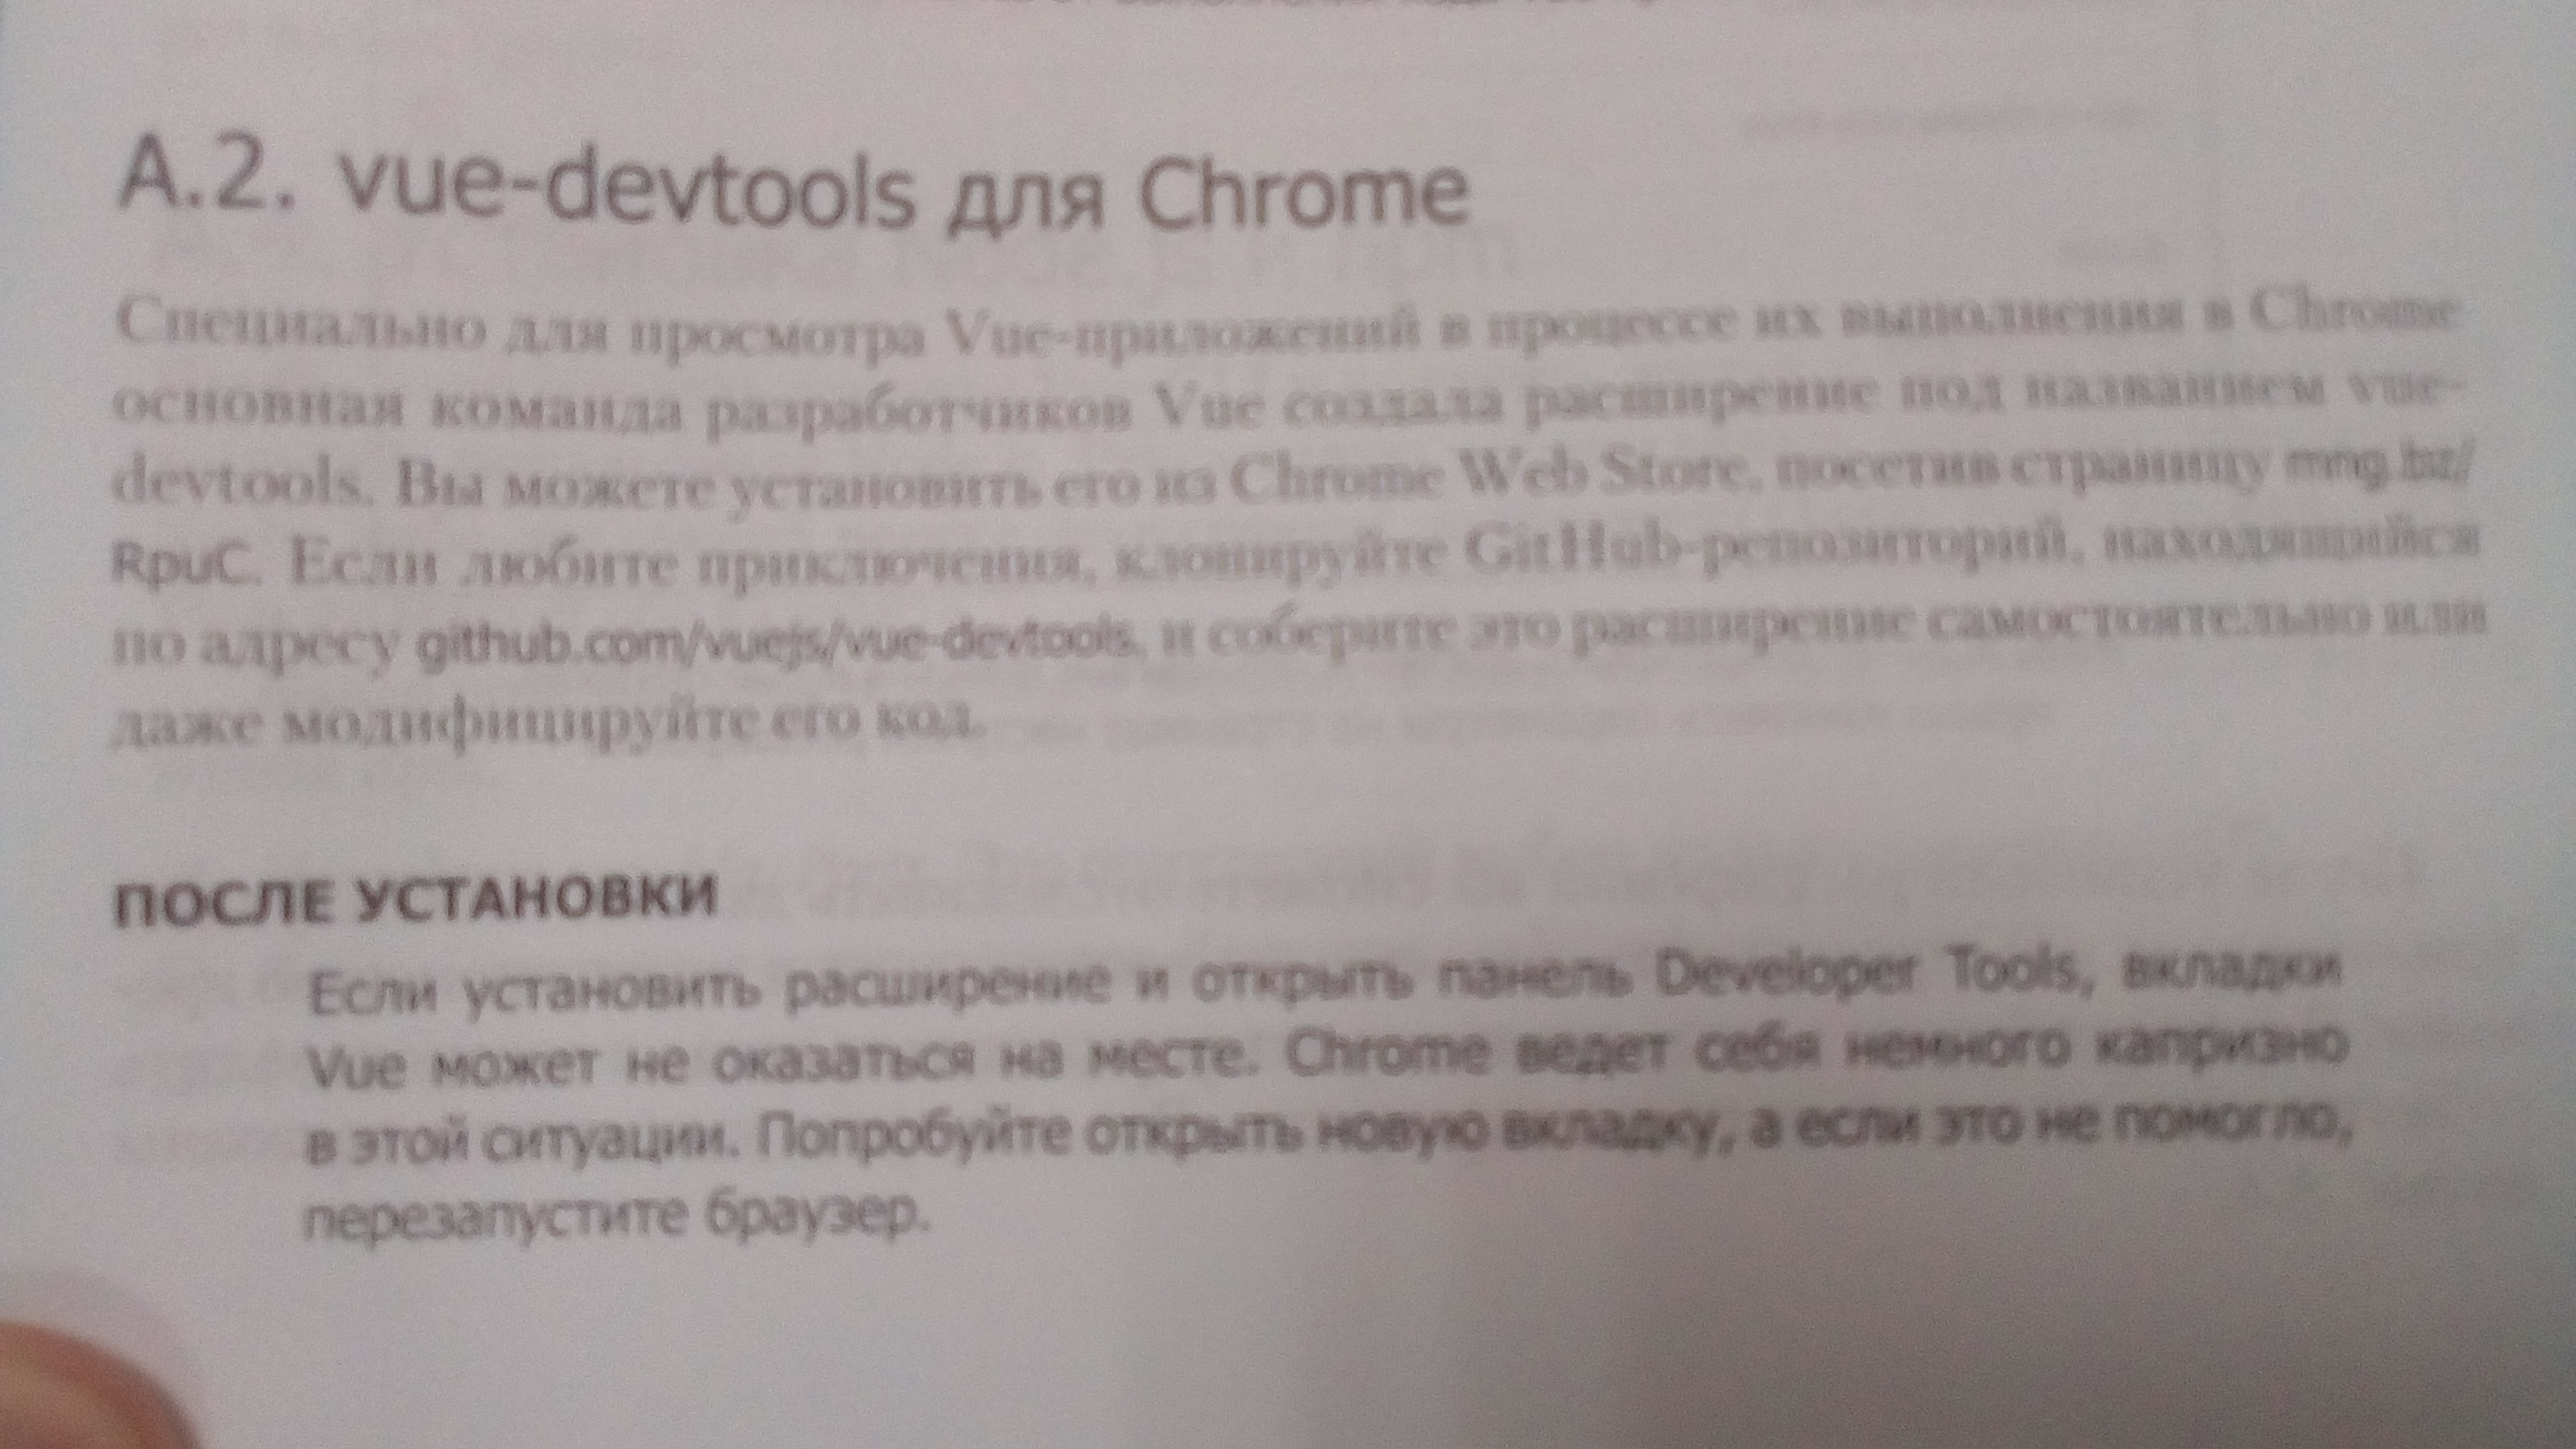 А.2. vue-devtools для Chrome
Специально для просмотра Vue-приложений в процессе их выполнения в Chrome
основная команда разработчиков Vue создала расширение под названием vue-
devtools. Вы можете установить его из Chrome Web Store, посетив страницу mng.bz/
RpuC. Если любите приключения, клонируйте GitHub-репозиторий, находящийся
по адресу github.com/vuejs/vue-devtools, и соберите это расширение самостоятельно или
даже модифицируйте его код.
ПОСЛЕ УСТАНОВКИ
Если установить расширение и открыть панель Developer Tools, вкладки
Vue может не оказаться на месте. Chrome ведет себя немного капризно
в этой ситуации. Попробуйте открыть новую вкладку, а если это не помогло,
перезапустите браузер.